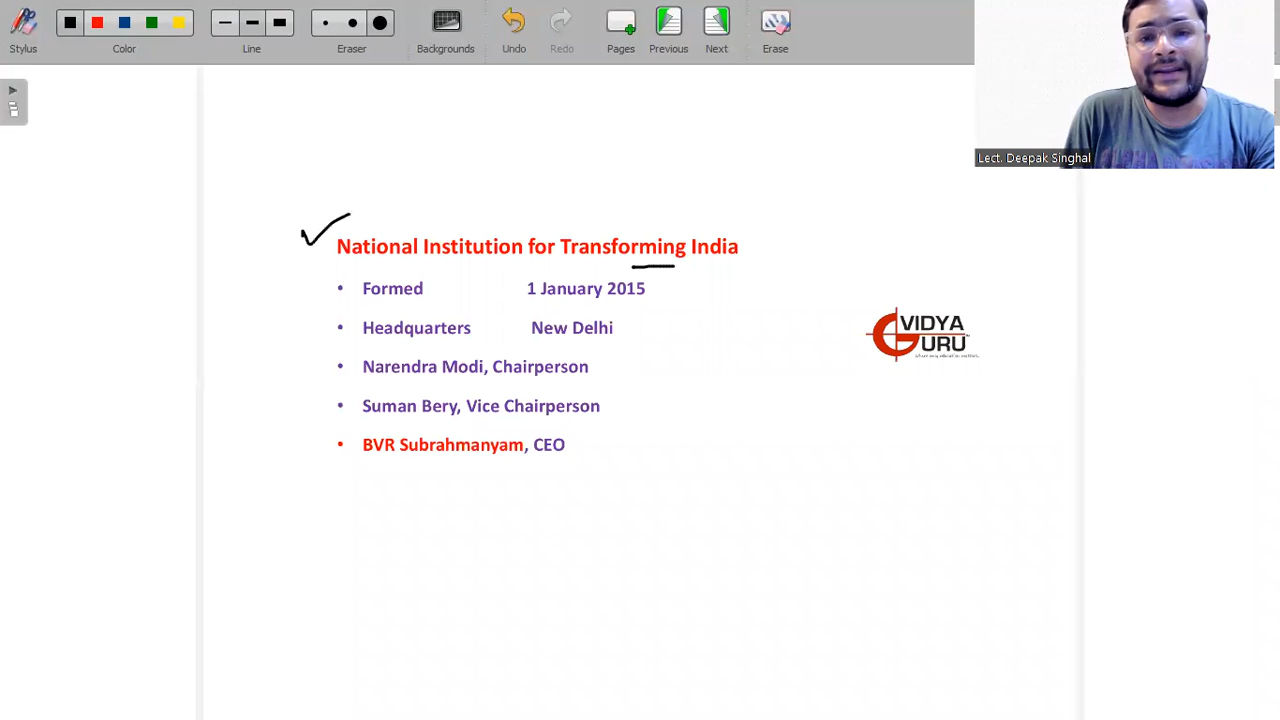 Stylus
Color
Line
Eraser
Backgrounds
Undo
Redo
Pages
Previous
Next
Erase
Lect. Deepak Singhal
National Institution for Transforming India
• Formed 1 January 2015
• Headquarters New Delhi
• Narendra Modi, Chairperson
• Suman Bery, Vice Chairperson
• BVR Subrahmanyam, CEO
VIDYA
GURU